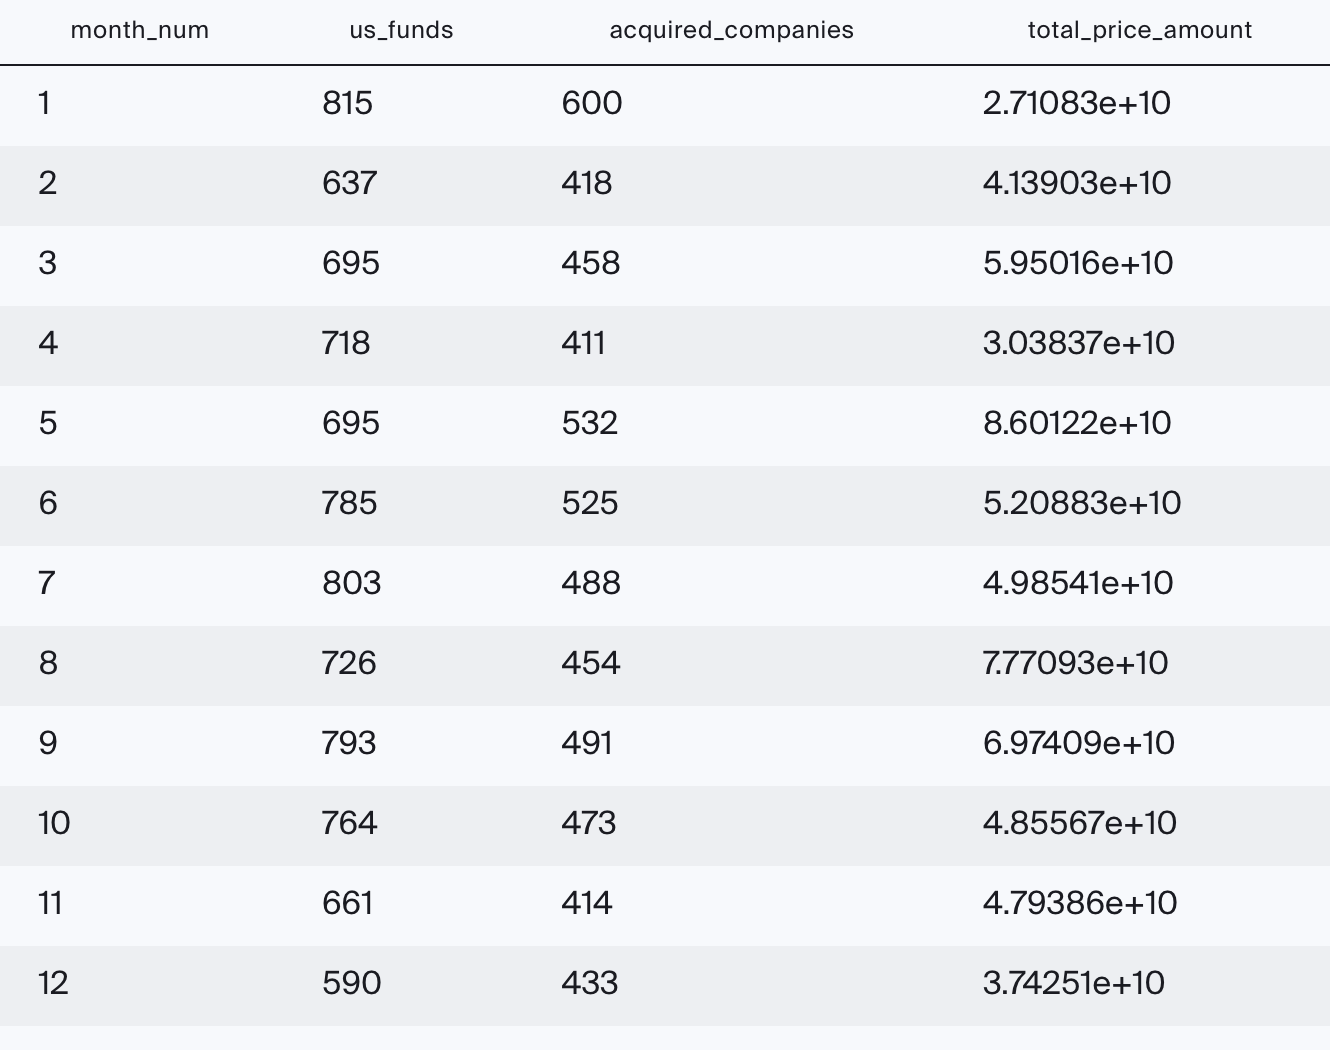 month_num us_funds acquired_companies total_price_amount
1 815 600 2.71083e+10
2 637 418 4.13903e+10
3 695 458 5.95016e+10
4 718 411 3.03837e+10
5 695 532 8.60122e+10
6 785 525 5.20883e+10
7 803 488 4.98541e+10
8 726 454 7.77093e+10
9 793 491 6.97409e+10
10 764 473 4.85567e+10
11 661 414 4.79386e+10
12 590 433 3.74251e+10